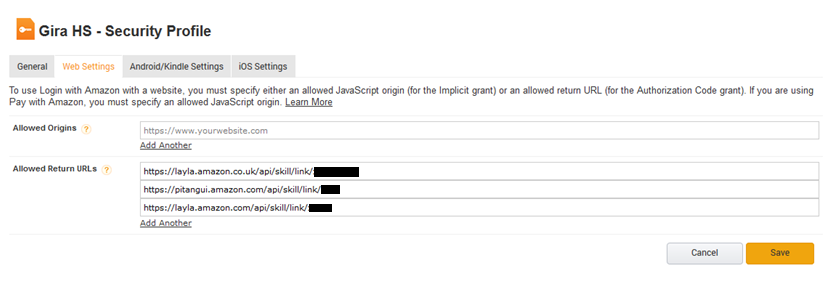 Gira HS - Security Profile
General Web Settings Android/Kindle Settings iOS Settings
To use Login with Amazon with a website, you must specify either an allowed JavaScript origin (for the Implicit grant) or an allowed return URL (for the Authorization Code grant). If you are using
Pay with Amazon, you must specify an allowed JavaScript origin. Learn More
Allowed Origins ? https://www.yourwebsite.com
Add Another
Allowed Return URLs ? https://layla.amazon.co.uk/api/skill/link/
https://pitangui.amazon.com/api/skill/link/
https://layla.amazon.com/api/skill/link/
Add Another
Cancel Save